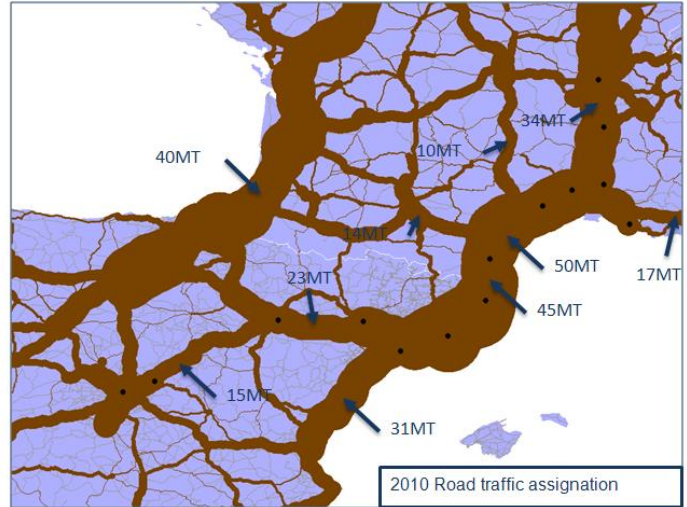 34MT
10MT
40MT
14MT
50MT
17MT
23MT
45MT
15MT
31MT
2010 Road traffic assignation